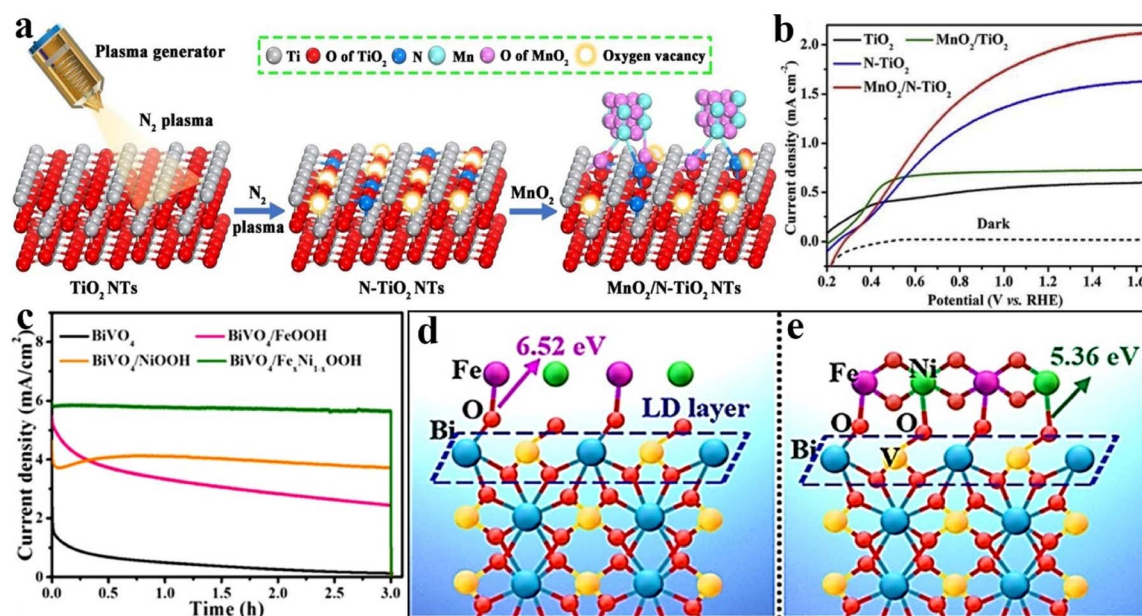 a
Plasma generator
N₂ plasma
Ti O of TiO₂ N Mn O of MnO₂ Oxygen vacancy
N₂
plasma
MnO₂
TiO₂ NTs
N-TiO₂ NTs
MnO₂/N-TiO₂ NTs
b
Current density (mA cm⁻²)
2.0
1.5
1.0
0.5
0.0
TiO₂ MnO₂/TiO₂
N-TiO₂
MnO₂/N-TiO₂
Dark
0.2 0.4 0.6 0.8 1.0 1.2 1.4 1.6
Potential (V vs. RHE)
c
Current density (mA/cm²)
8
6
4
2
0
BiVO₄ BiVO₄/FeOOH
BiVO₄/NiOOH BiVO₄/FeₓNi₁₋ₓOOH
0.0 0.5 1.0 1.5 2.0 2.5 3.0
Time (h)
d
6.52 eV
Fe
O
LD layer
Bi
e
5.36 eV
Fe Ni
O O
Bi
V